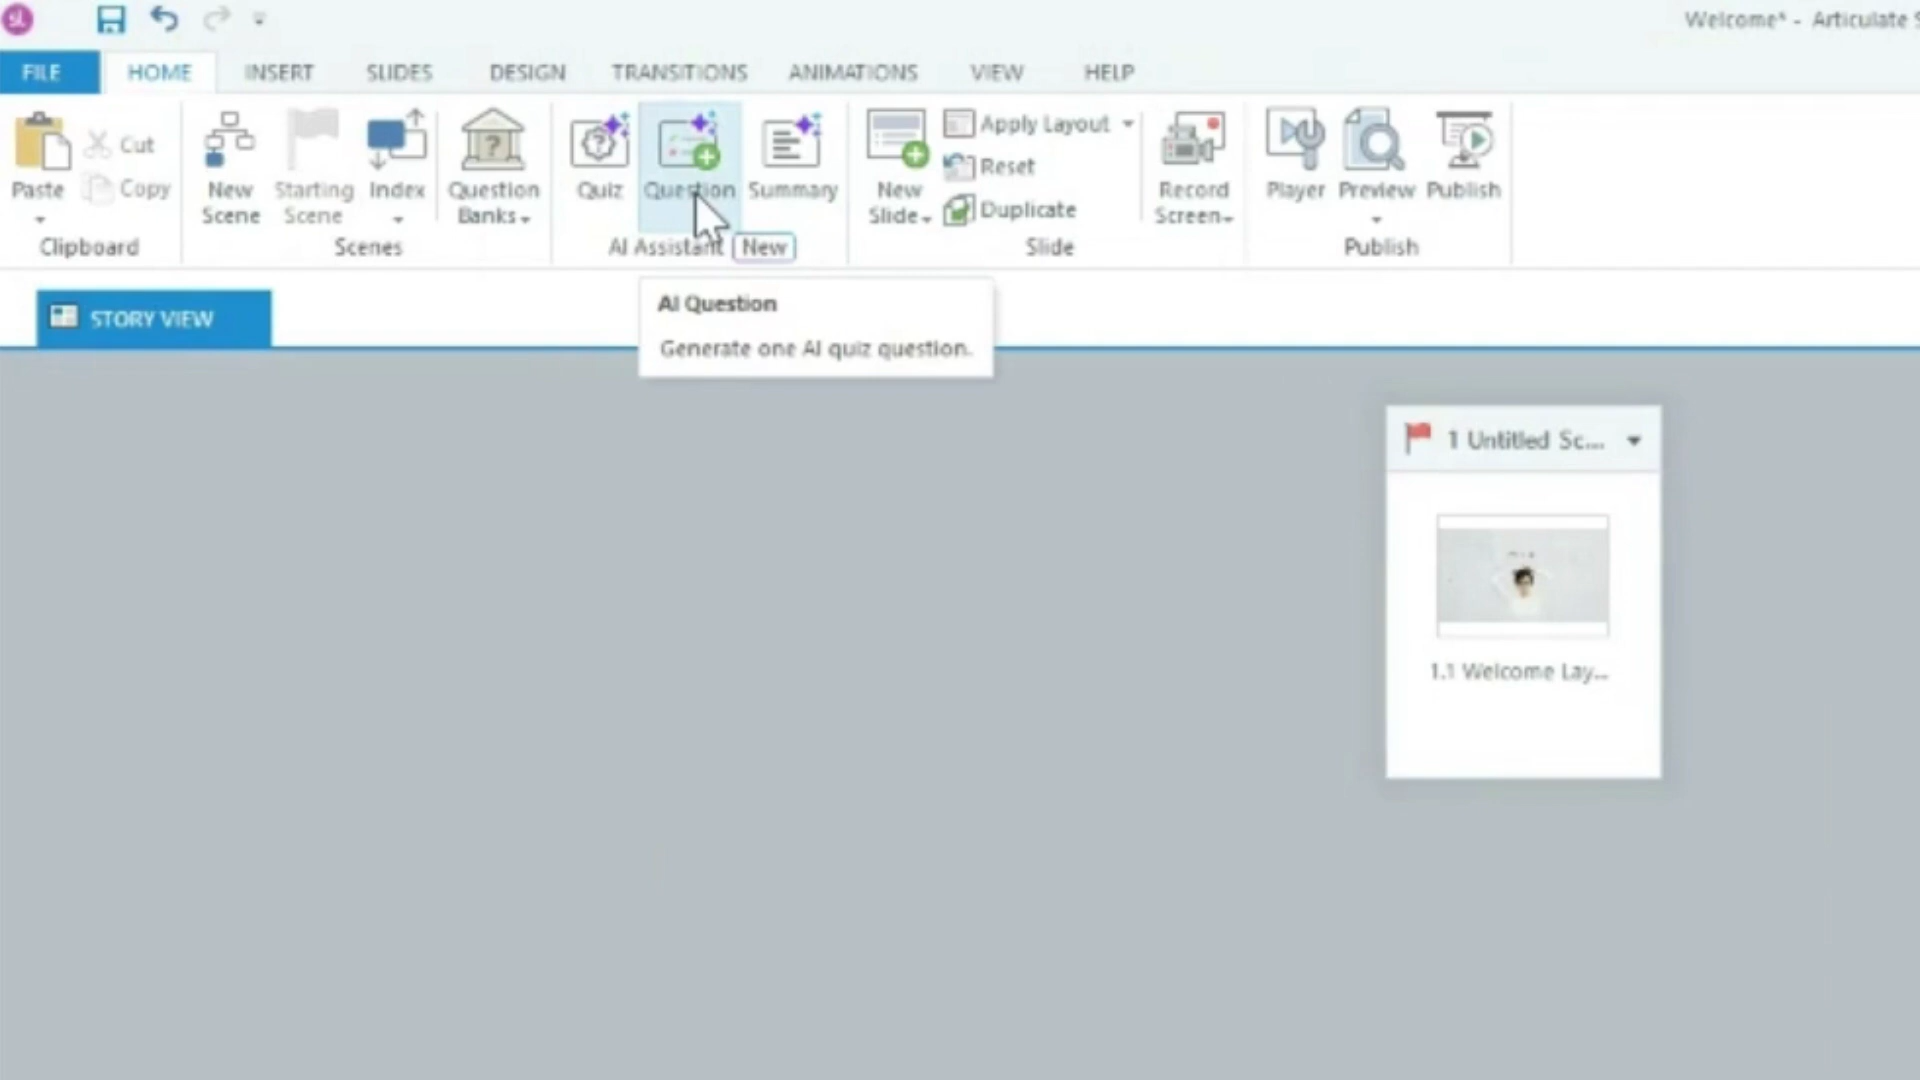 sl
Welcome* - Articulate S
FILE HOME INSERT SLIDES DESIGN TRANSITIONS ANIMATIONS VIEW HELP
Paste
Cut
Copy
Clipboard
New
Scene
Starting
Scene
Index
Question
Banks
Scenes
Quiz
Question
Summary
AI Assistant New
New
Slide
Apply Layout
Reset
Duplicate
Slide
Record
Screen
Player
Preview
Publish
Publish
STORY VIEW
AI Question
Generate one AI quiz question.
1 Untitled Sc...
1.1 Welcome Lay...